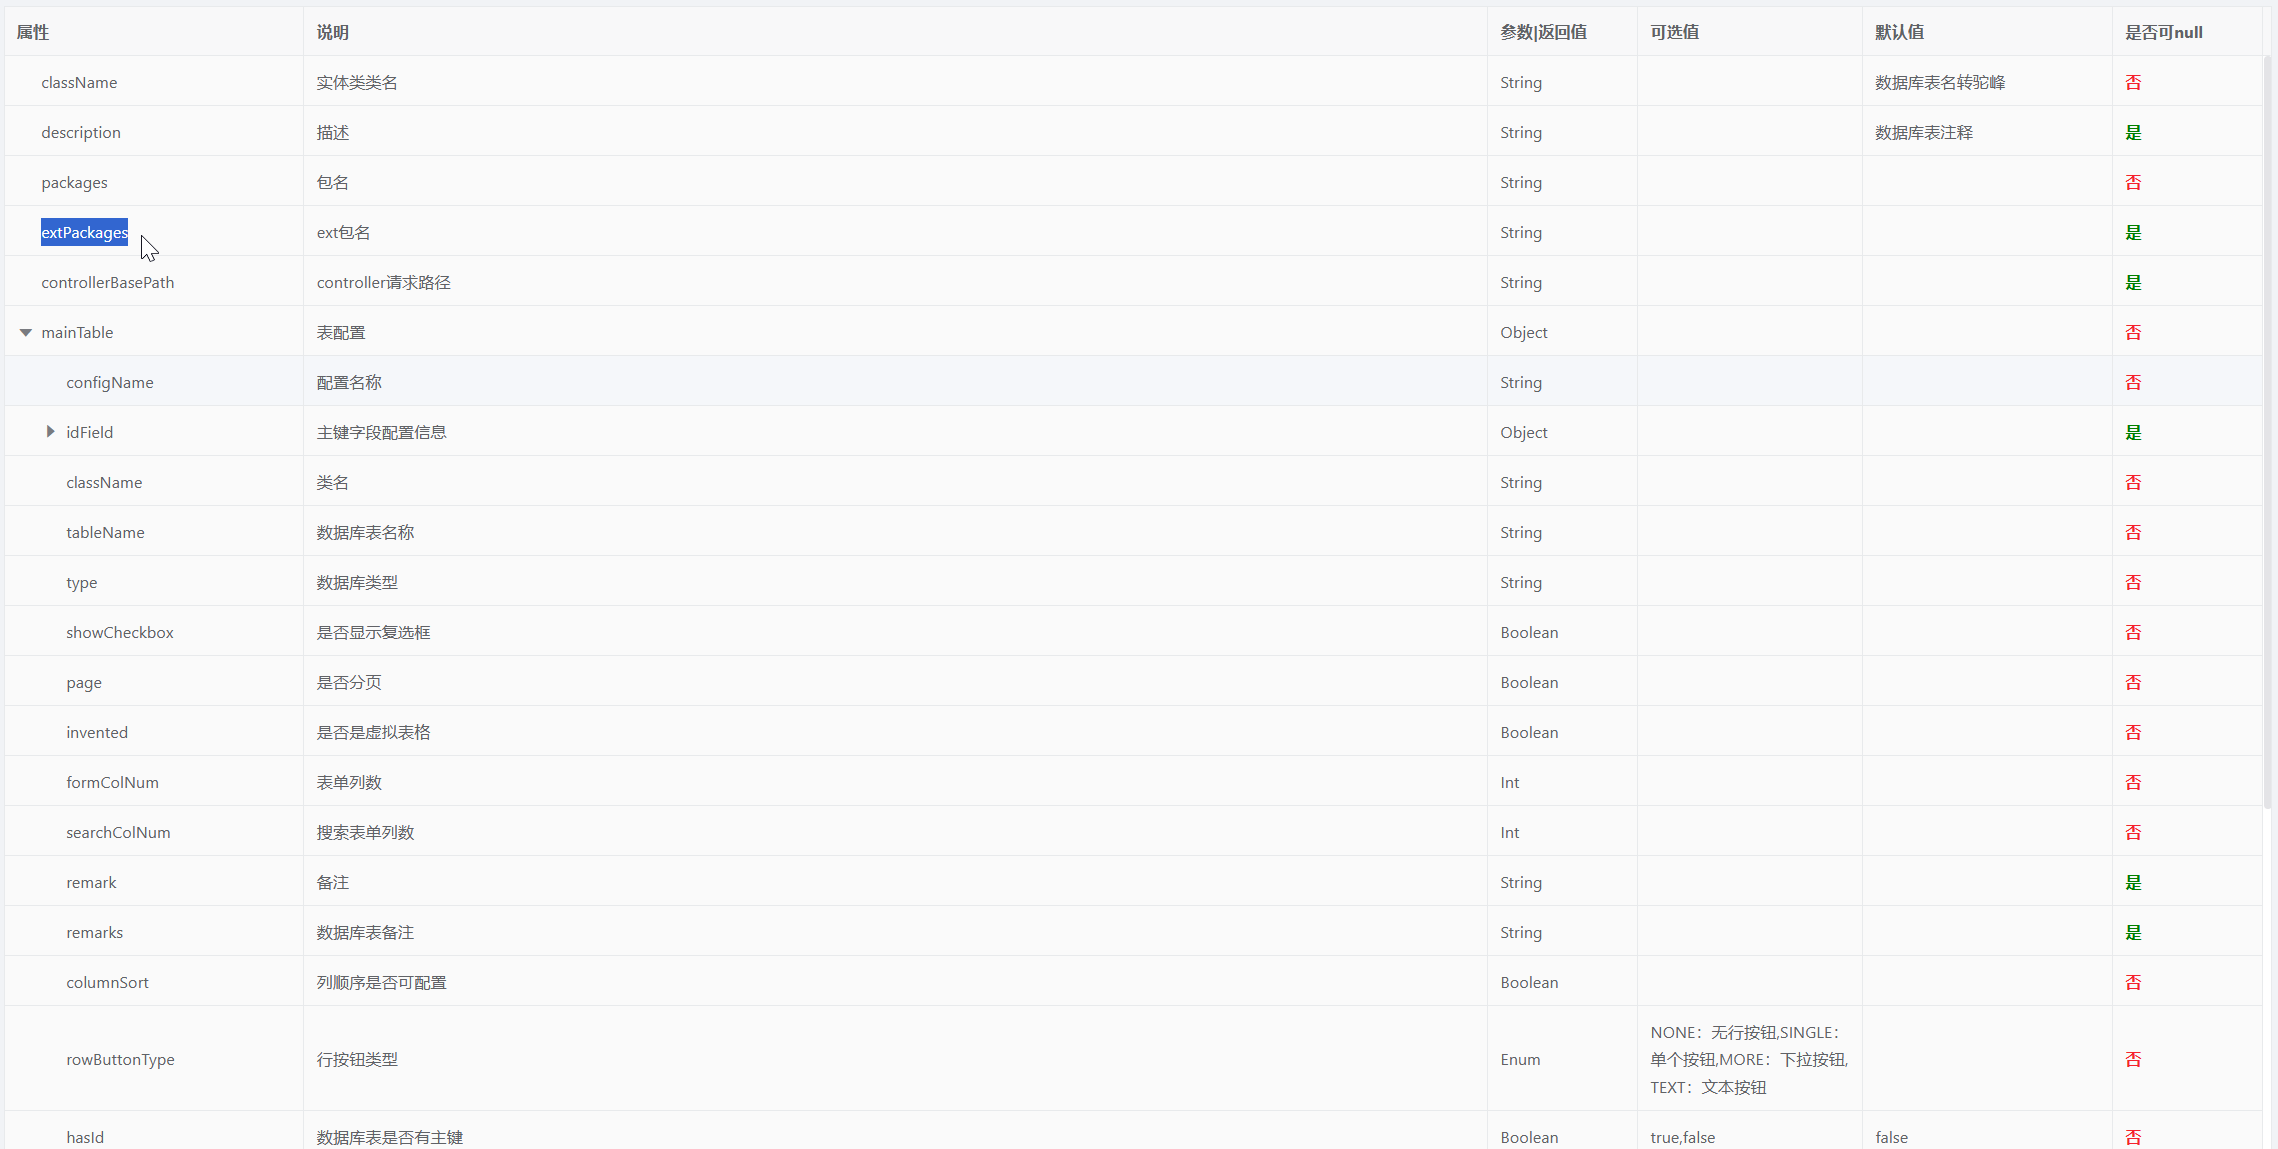 属性 说明 参数|返回值 可选值 默认值 是否可null
className 实体类类名 String 数据库表名转驼峰 否
description 描述 String 数据库表注释 是
packages 包名 String 否
extPackages ext包名 String 是
controllerBasePath controller请求路径 String 是
mainTable 表配置 Object 否
configName 配置名称 String 否
idField 主键字段配置信息 Object 是
className 类名 String 否
tableName 数据库表名称 String 否
type 数据库类型 String 否
showCheckbox 是否显示复选框 Boolean 否
page 是否分页 Boolean 否
invented 是否是虚拟表格 Boolean 否
formColNum 表单列数 Int 否
searchColNum 搜索表单列数 Int 否
remark 备注 String 是
remarks 数据库表备注 String 是
columnSort 列顺序是否可配置 Boolean 否
rowButtonType 行按钮类型 Enum NONE：无行按钮,SINGLE：
单个按钮,MORE：下拉按钮,
TEXT：文本按钮 否
hasId 数据库表是否有主键 Boolean true,false false 否